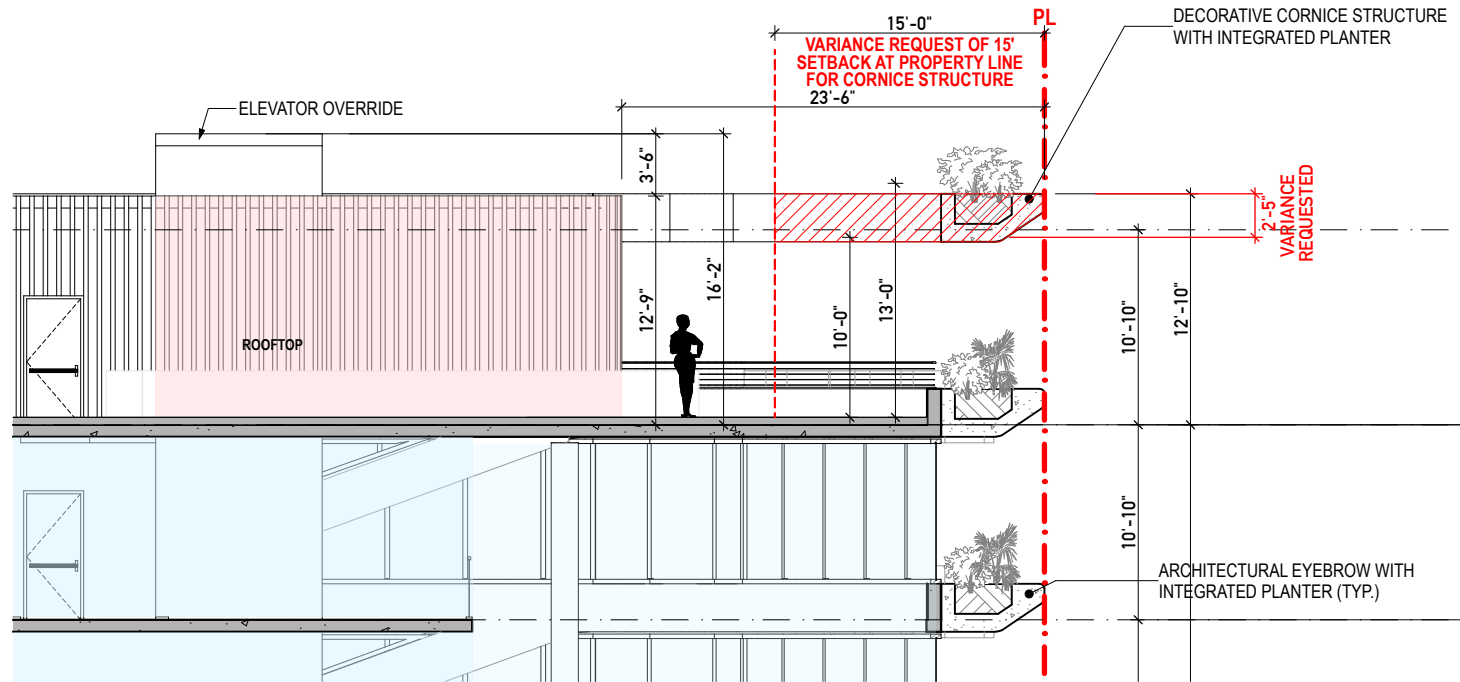 15'-0"
PL
DECORATIVE CORNICE STRUCTURE
WITH INTEGRATED PLANTER
VARIANCE REQUEST OF 15'
SETBACK AT PROPERTY LINE
FOR CORNICE STRUCTURE
23'-6"
ELEVATOR OVERRIDE
3'-6"
2'-5"
VARIANCE
REQUESTED
12'-9"
16'-2"
10'-0"
13'-0"
10'-10"
12'-10"
ROOFTOP
10'-10"
ARCHITECTURAL EYEBROW WITH
INTEGRATED PLANTER (TYP.)